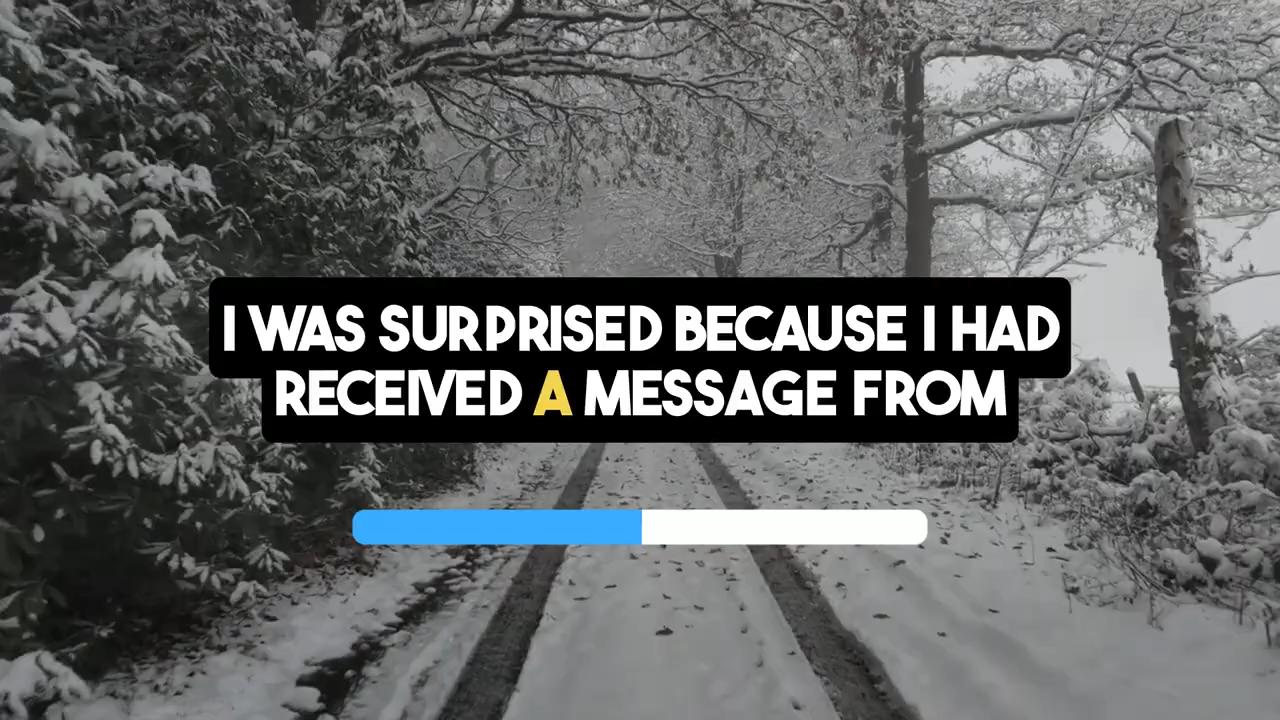 I WAS SURPRISED BECAUSE I HAD
RECEIVED A MESSAGE FROM